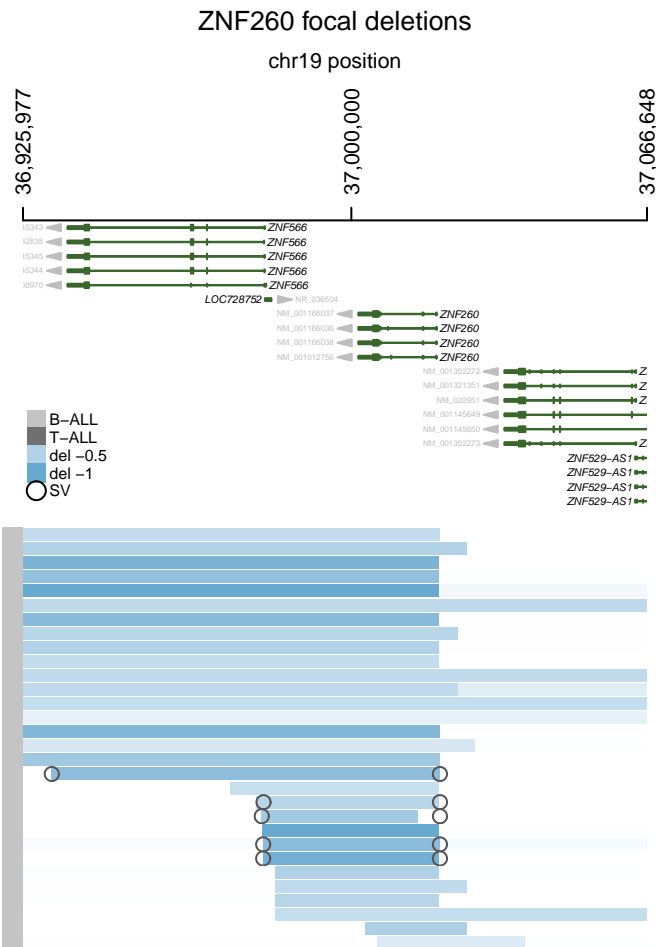 ZNF260 focal deletions
chr19 position
36,925,977
37,000,000
37,066,648
ZNF566
ZNF566
ZNF566
ZNF566
ZNF566
LOC728752 NR_036504
NM_001166037 ZNF260
NM_001166036 ZNF260
NM_001166038 ZNF260
NM_001012756 ZNF260
NM_001352272 Z
NM_001321351 Z
NM_020951 Z
NM_001145649
NM_001145650
NM_001352273 Z
ZNF529−AS1
ZNF529−AS1
ZNF529−AS1
ZNF529−AS1
B−ALL
T−ALL
del −0.5
del −1
SV